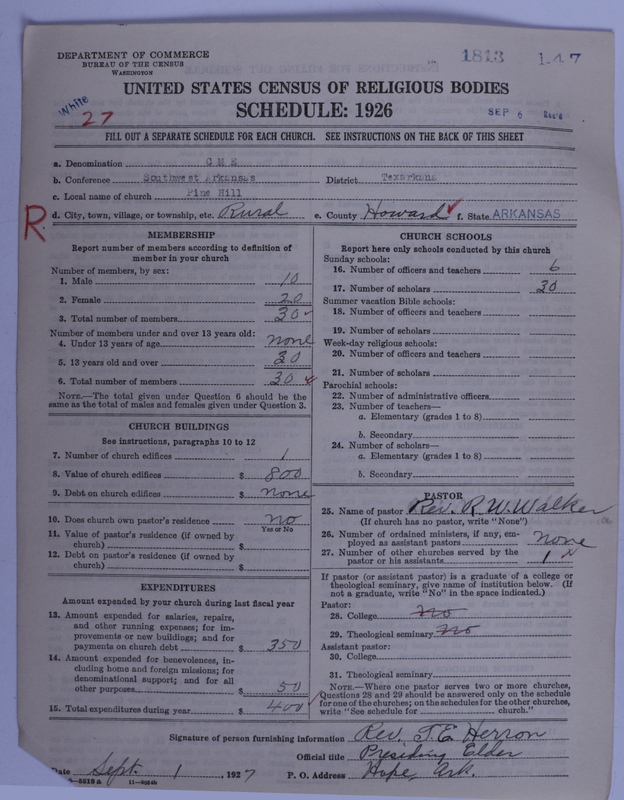 DEPARTMENT OF COMMERCE
BUREAU OF THE CENSUS
WASHINGTON
1813 147
UNITED STATES CENSUS OF RELIGIOUS BODIES
SCHEDULE: 1926
White
27
SEP 6 Rec'd
FILL OUT A SEPARATE SCHEDULE FOR EACH CHURCH. SEE INSTRUCTIONS ON THE BACK OF THIS SHEET
a. Denomination C M E
b. Conference Southwest Arkansas District Texarkana
c. Local name of church Pine Hill
R
d. City, town, village, or township, etc. Rural e. County Howard f. State ARKANSAS
MEMBERSHIP
Report number of members according to definition of
member in your church
Number of members, by sex:
1. Male 10
2. Female 20
3. Total number of members 30
Number of members under and over 13 years old:
4. Under 13 years of age none
5. 13 years old and over 30
6. Total number of members 30
NOTE.—The total given under Question 6 should be
same as the total of males and females given under Question 3.
CHURCH BUILDINGS
See instructions, paragraphs 10 to 12
7. Number of church edifices 1
8. Value of church edifices $ 800
9. Debt on church edifices $ none
10. Does church own pastor's residence no
Yes or No
11. Value of pastor's residence (if owned by
church) $
12. Debt on pastor's residence (if owned by
church) $
EXPENDITURES
Amount expended by your church during last fiscal year
13. Amount expended for salaries, repairs,
and other running expenses; for im-
provements or new buildings; and for
payments on church debt $ 350
14. Amount expended for benevolences, in-
cluding home and foreign missions; for
denominational support; and for all
other purposes $ 50
15. Total expenditures during year $ 400
CHURCH SCHOOLS
Report here only schools conducted by this church
Sunday schools:
16. Number of officers and teachers 6
17. Number of scholars 30
Summer vacation Bible schools:
18. Number of officers and teachers
19. Number of scholars
Week-day religious schools:
20. Number of officers and teachers
21. Number of scholars
Parochial schools:
22. Number of administrative officers
23. Number of teachers—
a. Elementary (grades 1 to 8)
b. Secondary
24. Number of scholars—
a. Elementary (grades 1 to 8)
b. Secondary
PASTOR
25. Name of pastor Rev. R. W. Walker
(If church has no pastor, write "None")
26. Number of ordained ministers, if any, em-
ployed as assistant pastors none
27. Number of other churches served by the
pastor or his assistants 1
If pastor (or assistant pastor) is a graduate of a college or
theological seminary, give name of institution below. (If
not a graduate, write "No" in the space indicated.)
Pastor:
28. College no
29. Theological seminary no
Assistant pastor:
30. College
31. Theological seminary
NOTE.—Where one pastor serves two or more churches,
Questions 28 and 29 should be answered only on the schedule
for one of the churches; on the schedules for the other churches,
write "See schedule for church."
Signature of person furnishing information Rev. T. E. Herron
Official title Presiding Elder
Date Sept. 1, 1927 P. O. Address Hope, Ark.